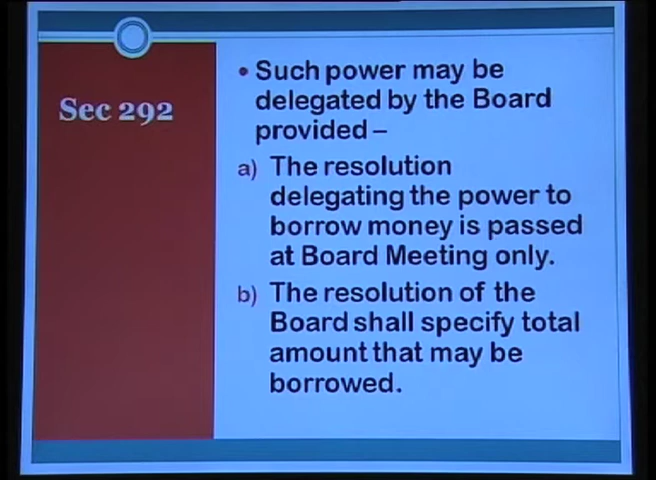 Sec 292
• Such power may be
delegated by the Board
provided –
a) The resolution
delegating the power to
borrow money is passed
at Board Meeting only.
b) The resolution of the
Board shall specify total
amount that may be
borrowed.